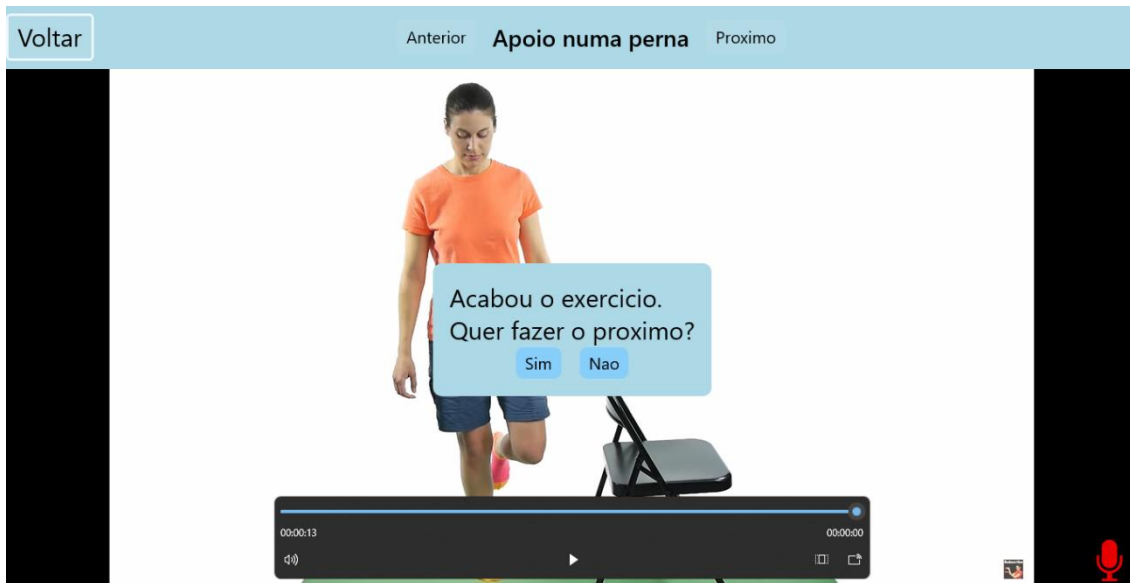 Voltar
Anterior Apoio numa perna Proximo
Acabou o exercicio.
Quer fazer o proximo?
Sim Nao
00:00:13 00:00:00